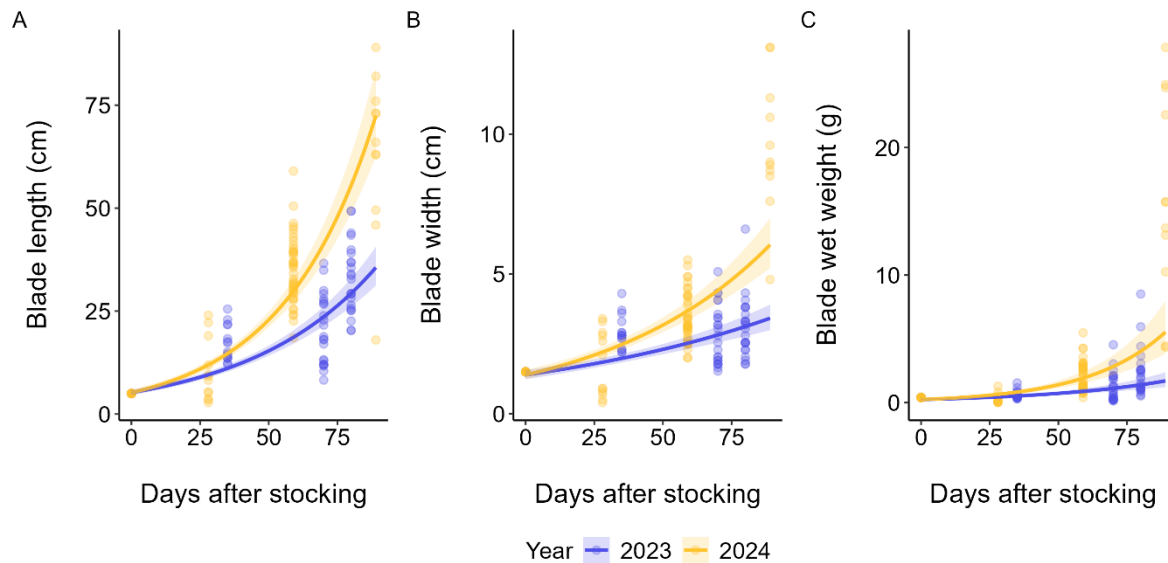 A
Blade length (cm)
75
50
25
0
0 25 50 75
Days after stocking
B
Blade width (cm)
10
5
0
0 25 50 75
Days after stocking
C
Blade wet weight (g)
20
10
0
0 25 50 75
Days after stocking
Year 2023 2024